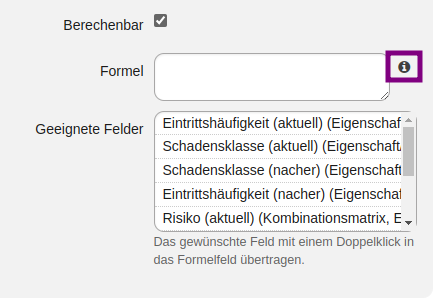 Berechenbar
Formel
Geeignete Felder
Eintrittshäufigkeit (aktuell) (Eigenschaf
Schadensklasse (aktuell) (Eigenschaft
Schadensklasse (nacher) (Eigenschaft
Eintrittshäufigkeit (nacher) (Eigenscha
Risiko (aktuell) (Kombinationsmatrix, E
Das gewünschte Feld mit einem Doppelklick in
das Formelfeld übertragen.